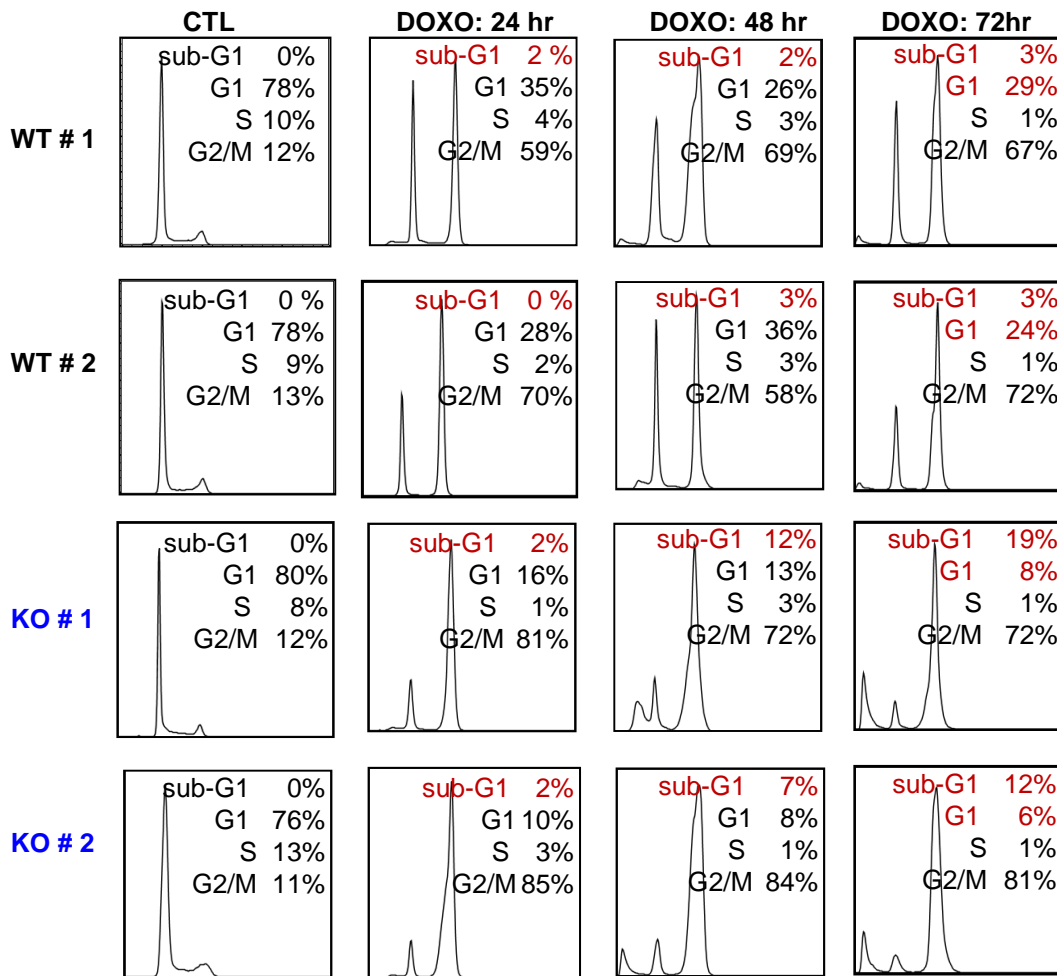 CTL DOXO: 24 hr DOXO: 48 hr DOXO: 72hr
WT # 1
sub-G1 0%
G1 78%
S 10%
G2/M 12%
sub-G1 2 %
G1 35%
S 4%
G2/M 59%
sub-G1 2%
G1 26%
S 3%
G2/M 69%
sub-G1 3%
G1 29%
S 1%
G2/M 67%
WT # 2
sub-G1 0 %
G1 78%
S 9%
G2/M 13%
sub-G1 0 %
G1 28%
S 2%
G2/M 70%
sub-G1 3%
G1 36%
S 3%
G2/M 58%
sub-G1 3%
G1 24%
S 1%
G2/M 72%
KO # 1
sub-G1 0%
G1 80%
S 8%
G2/M 12%
sub-G1 2%
G1 16%
S 1%
G2/M 81%
sub-G1 12%
G1 13%
S 3%
G2/M 72%
sub-G1 19%
G1 8%
S 1%
G2/M 72%
KO # 2
sub-G1 0%
G1 76%
S 13%
G2/M 11%
sub-G1 2%
G1 10%
S 3%
G2/M 85%
sub-G1 7%
G1 8%
S 1%
G2/M 84%
sub-G1 12%
G1 6%
S 1%
G2/M 81%